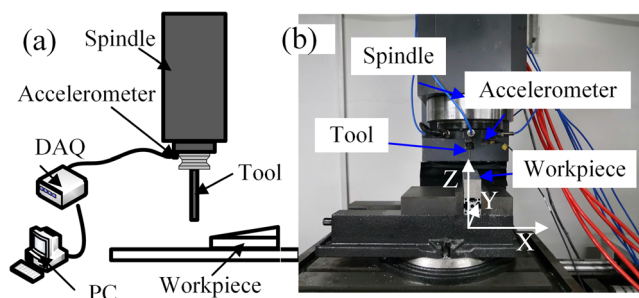 (a)
Spindle
Accelerometer
DAQ
Tool
Workpiece
PC
(b)
Spindle
Accelerometer
Tool
Workpiece
Z
Y
X